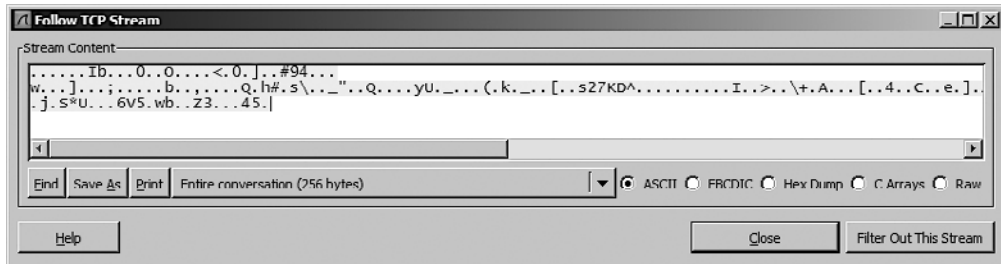 Follow TCP Stream
Stream Content
......Ib...0..O....<.0.]..#94...
w...]...;.....b..,....Q.h#.s\.._"..Q....yU._...(.k._..[..s27KD^..........I..>..\+.A...[..4..C..e.]..
.j.S*U...6V5.wb..Z3...45.
Find Save As Print Entire conversation (256 bytes) ASCII EBCDIC Hex Dump C Arrays Raw
Help Close Filter Out This Stream